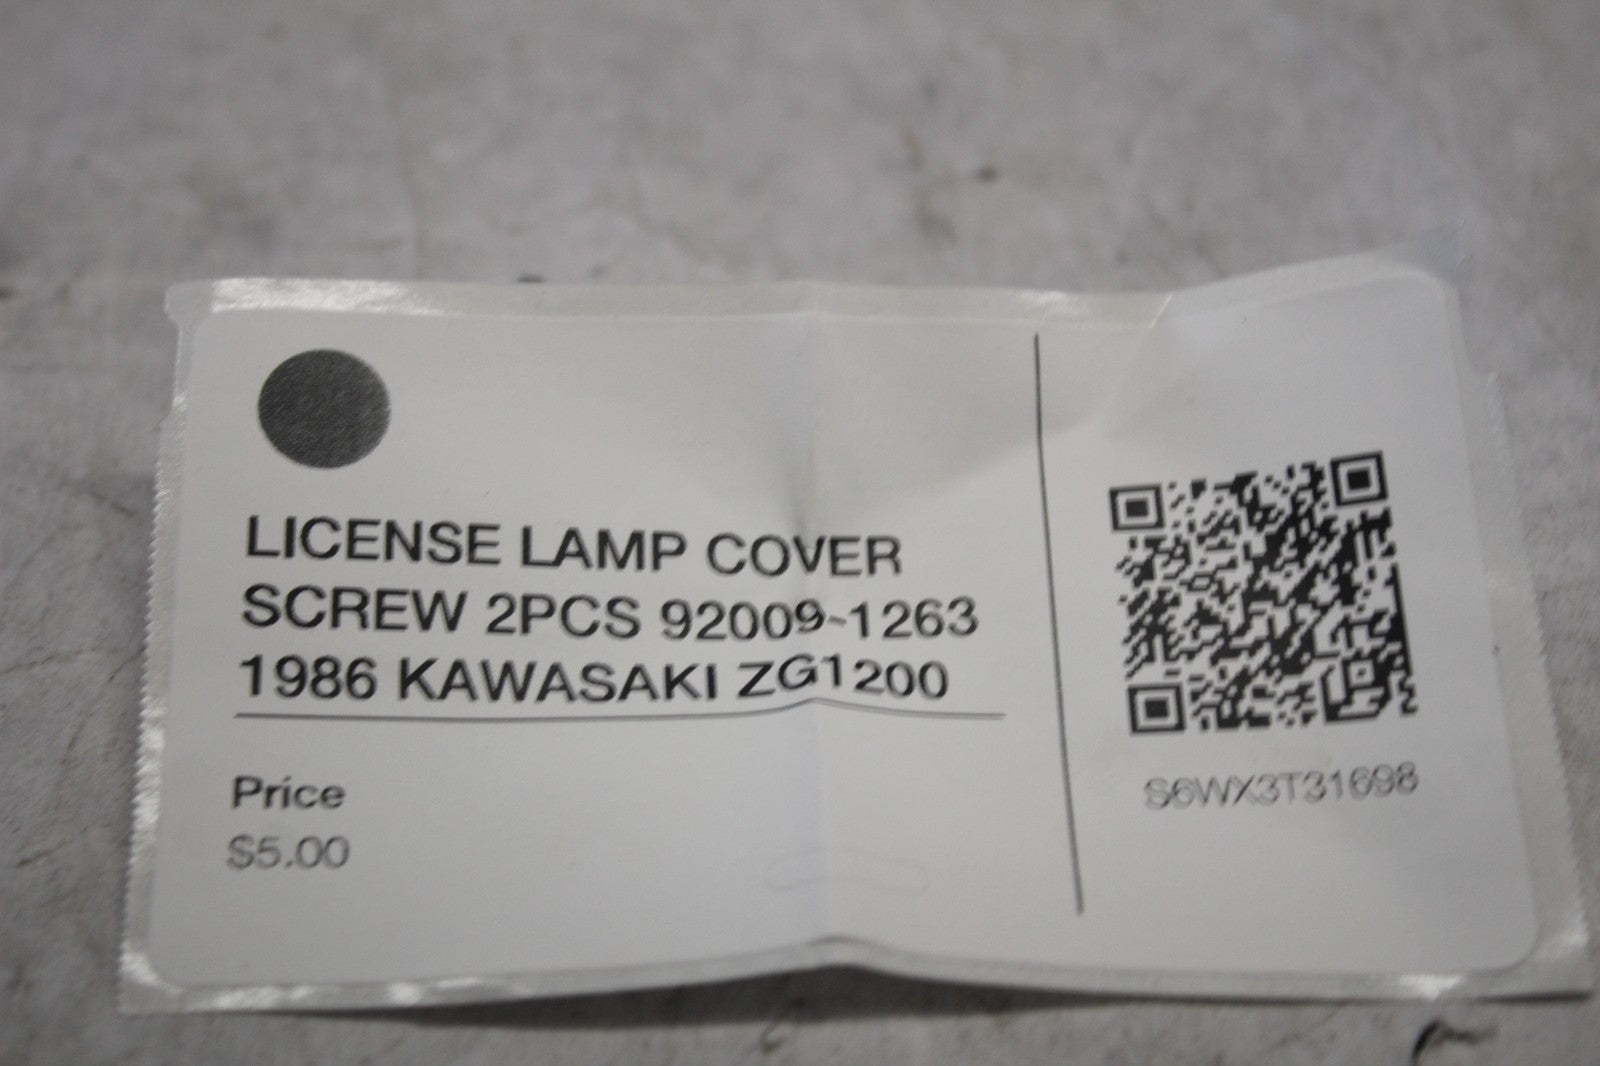 LICENSE LAMP COVER
SCREW 2PCS 92009-1263
1986 KAWASAKI ZG1200
Price
$5.00
S6WX3T31698